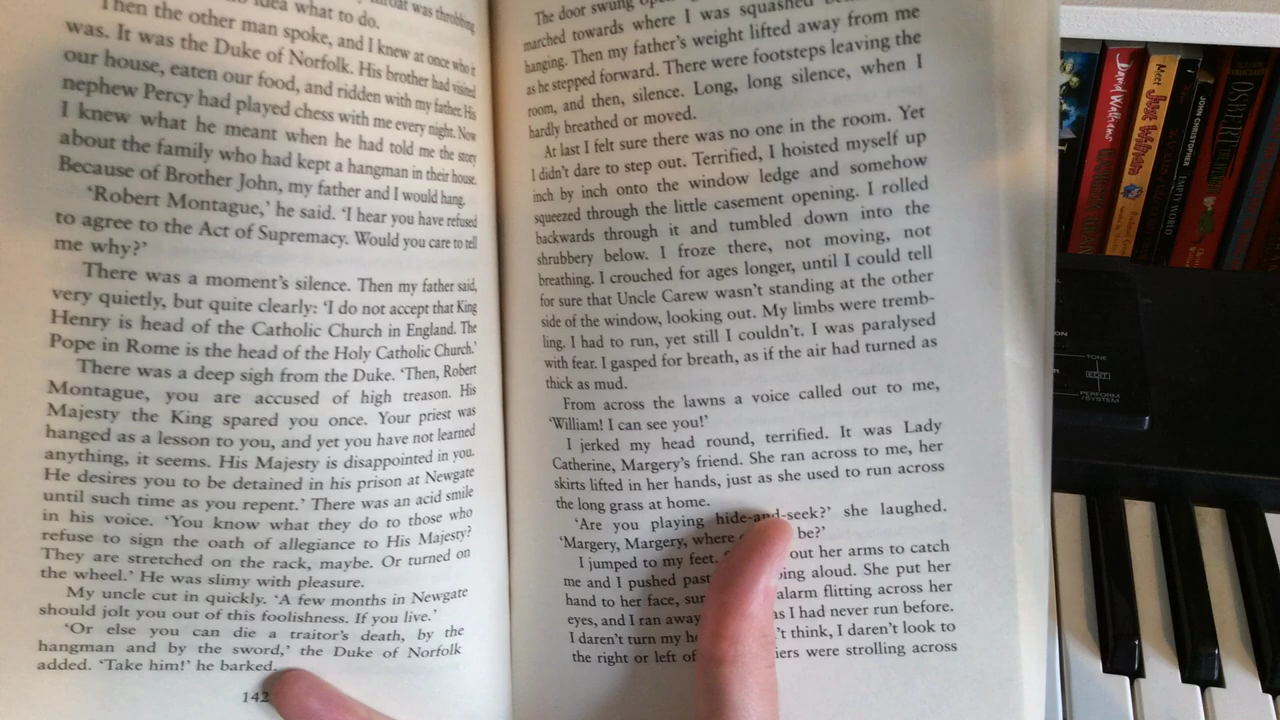 throat was throbbing
idea what to do.
Then the other man spoke, and I knew at once who it
was. It was the Duke of Norfolk. His brother had visited
our house, eaten our food, and ridden with my father. His
nephew Percy had played chess with me every night. Now
I knew what he meant when he had told me the story
about the family who had kept a hangman in their house.
Because of Brother John, my father and I would hang.
'Robert Montague,' he said. 'I hear you have refused
to agree to the Act of Supremacy. Would you care to tell
me why?'
There was a moment's silence. Then my father said,
very quietly, but quite clearly: 'I do not accept that King
Henry is head of the Catholic Church in England. The
Pope in Rome is the head of the Holy Catholic Church.'
There was a deep sigh from the Duke. 'Then, Robert
Montague, you are accused of high treason. His
Majesty the King spared you once. Your priest was
hanged as a lesson to you, and yet you have not learned
anything, it seems. His Majesty is disappointed in you.
He desires you to be detained in his prison at Newgate
until such time as you repent.' There was an acid smile
in his voice. 'You know what they do to those who
refuse to sign the oath of allegiance to His Majesty?
They are stretched on the rack, maybe. Or turned on
the wheel.' He was slimy with pleasure.
My uncle cut in quickly. 'A few months in Newgate
should jolt you out of this foolishness. If you live.'
'Or else you can die a traitor's death, by the
hangman and by the sword,' the Duke of Norfolk
added. 'Take him!' he barked.
142
The door swung open
marched towards where I was squashed
hanging. Then my father's weight lifted away from me
as he stepped forward. There were footsteps leaving the
room, and then, silence. Long, long silence, when I
hardly breathed or moved.
At last I felt sure there was no one in the room. Yet
I didn't dare to step out. Terrified, I hoisted myself up
inch by inch onto the window ledge and somehow
squeezed through the little casement opening. I rolled
backwards through it and tumbled down into the
shrubbery below. I froze there, not moving, not
breathing. I crouched for ages longer, until I could tell
for sure that Uncle Carew wasn't standing at the other
side of the window, looking out. My limbs were tremb-
ling. I had to run, yet still I couldn't. I was paralysed
with fear. I gasped for breath, as if the air had turned as
thick as mud.
From across the lawns a voice called out to me,
'William! I can see you!'
I jerked my head round, terrified. It was Lady
Catherine, Margery's friend. She ran across to me, her
skirts lifted in her hands, just as she used to run across
the long grass at home.
'Are you playing hide-and-seek?' she laughed.
'Margery, Margery, where be?'
I jumped to my feet. out her arms to catch
me and I pushed past aloud. She put her
hand to her face, alarm flitting across her
eyes, and I ran away as I had never run before.
I daren't turn my think, I daren't look to
the right or left of were strolling across
David Walliams
Meet Just William
JOHN CHRISTOPHER EMPTY WORLD
OSBERT
ON
TONE
EXIT
PERFORM
/SYSTEM